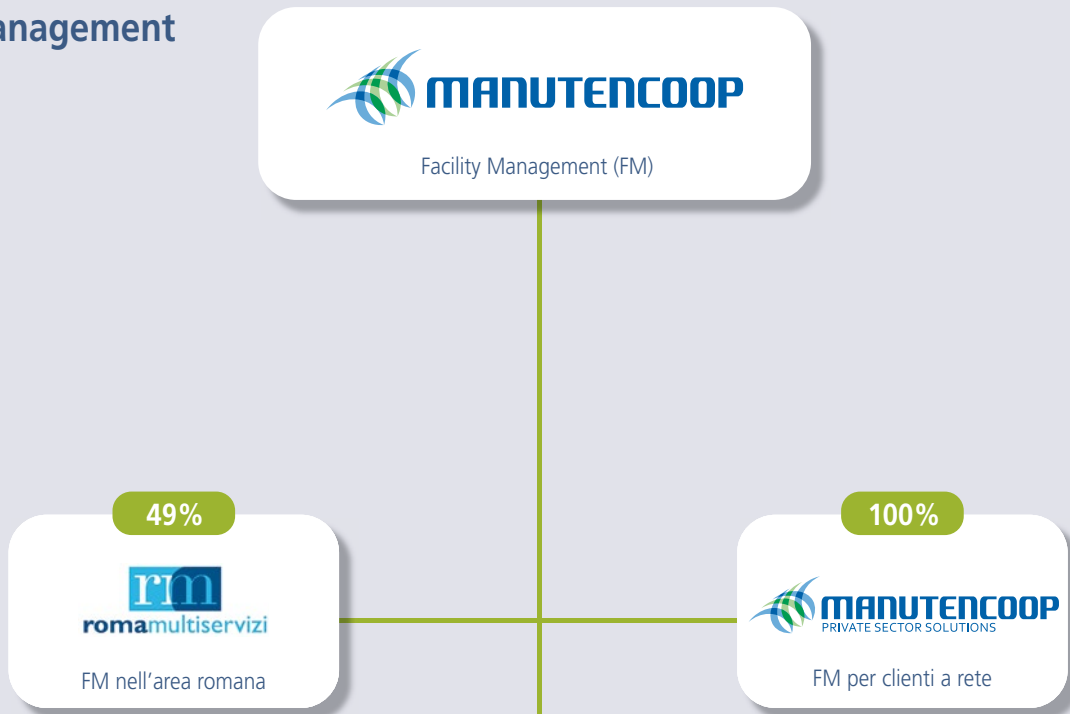 anagement
MANUTENCOOP
Facility Management (FM)
49%
100%
rm
romamultiservizi
MANUTENCOOP
PRIVATE SECTOR SOLUTIONS
FM nell'area romana
FM per clienti a rete